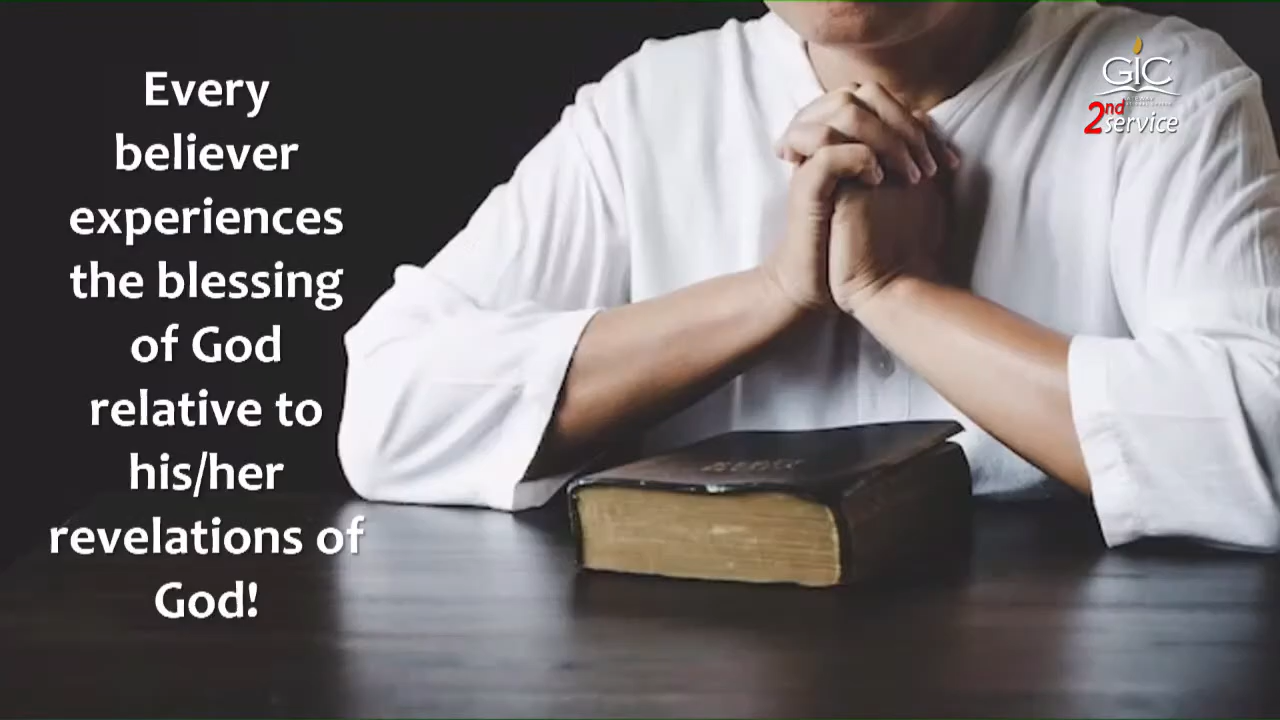 Every
believer
experiences
the blessing
of God
relative to
his/her
revelations of
God!
GIC
2nd
service